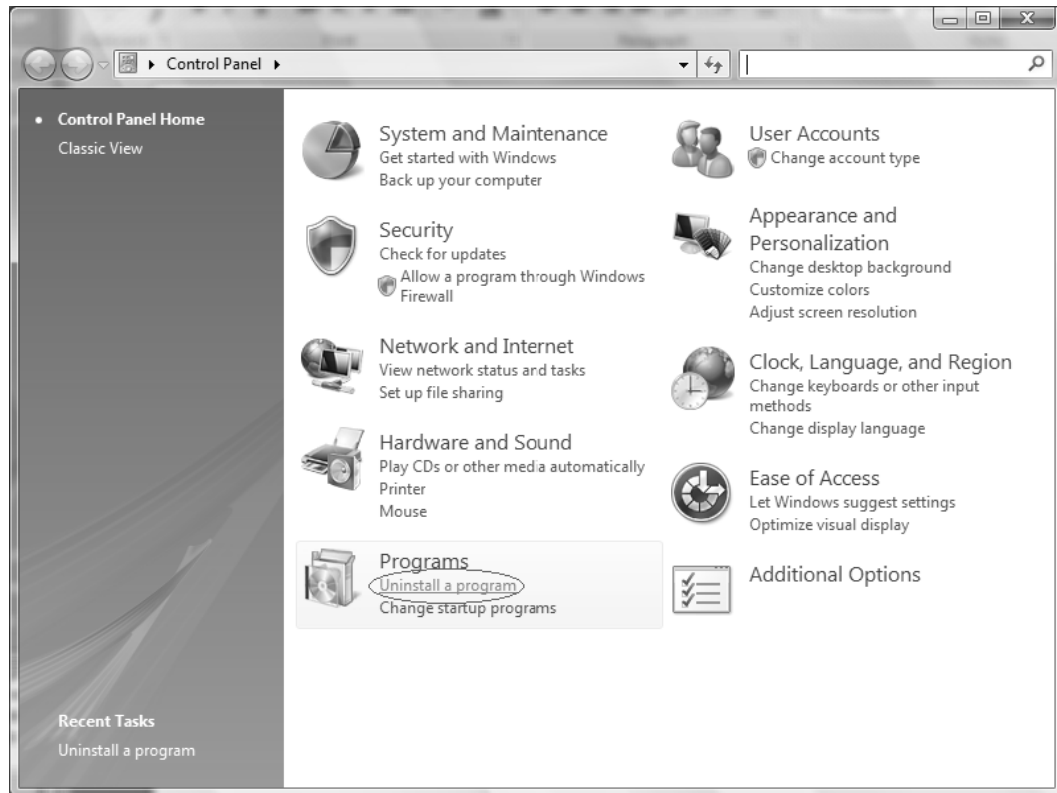 Control Panel
Control Panel Home
Classic View
Recent Tasks
Uninstall a program
System and Maintenance
Get started with Windows
Back up your computer
Security
Check for updates
Allow a program through Windows
Firewall
Network and Internet
View network status and tasks
Set up file sharing
Hardware and Sound
Play CDs or other media automatically
Printer
Mouse
Programs
Uninstall a program
Change startup programs
User Accounts
Change account type
Appearance and
Personalization
Change desktop background
Customize colors
Adjust screen resolution
Clock, Language, and Region
Change keyboards or other input
methods
Change display language
Ease of Access
Let Windows suggest settings
Optimize visual display
Additional Options